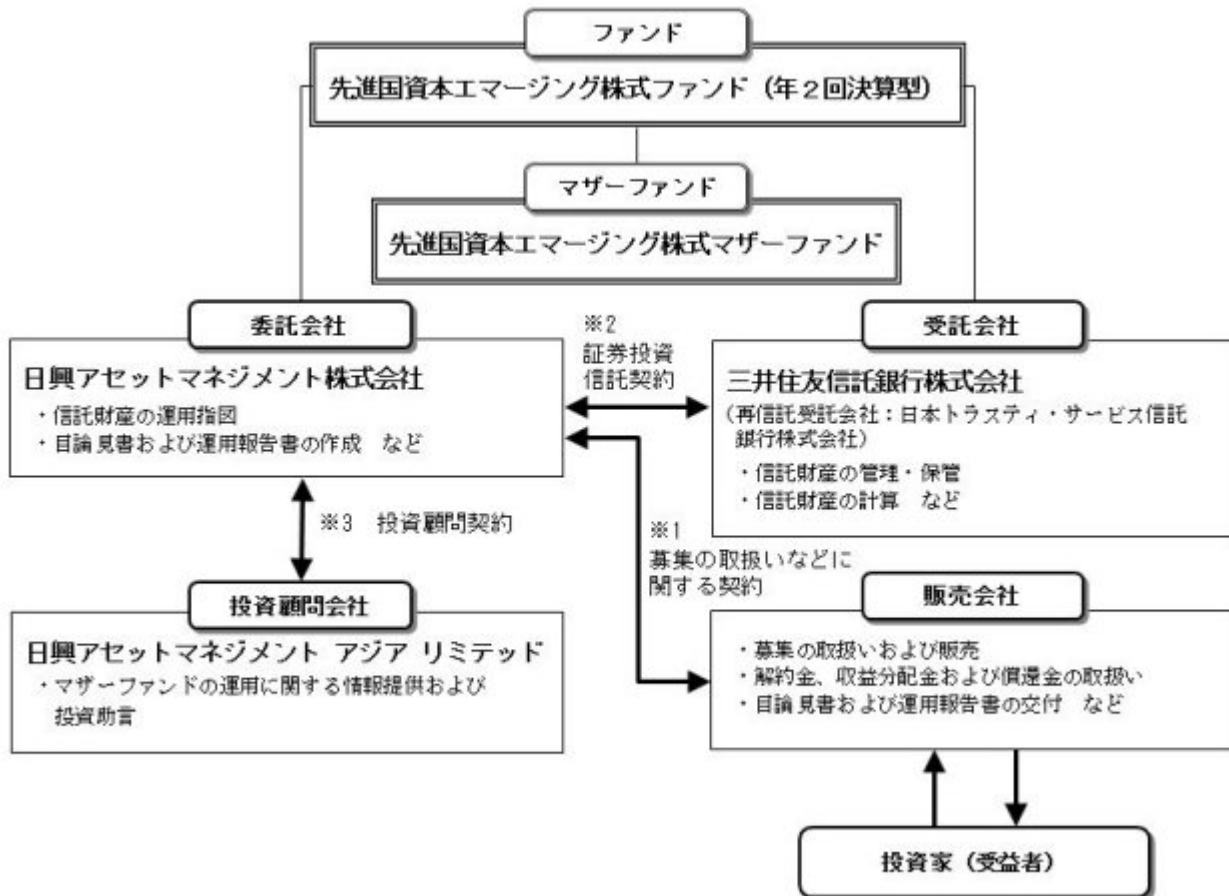 ファンド
先進国資本エマージング株式ファンド（年２回決算型）
マザーファンド
先進国資本エマージング株式マザーファンド
委託会社
日興アセットマネジメント株式会社
・信託財産の運用指図
・目論見書および運用報告書の作成　など
※2
証券投資
信託契約
受託会社
三井住友信託銀行株式会社
（再信託受託会社：日本トラスティ・サービス信託
銀行株式会社）
・信託財産の管理・保管
・信託財産の計算　など
※3　投資顧問契約
※1
募集の取扱いなどに
関する契約
投資顧問会社
日興アセットマネジメント アジア リミテッド
・マザーファンドの運用に関する情報提供および
投資助言
販売会社
・募集の取扱いおよび販売
・解約金、収益分配金および償還金の取扱い
・目論見書および運用報告書の交付　など
投資家（受益者）